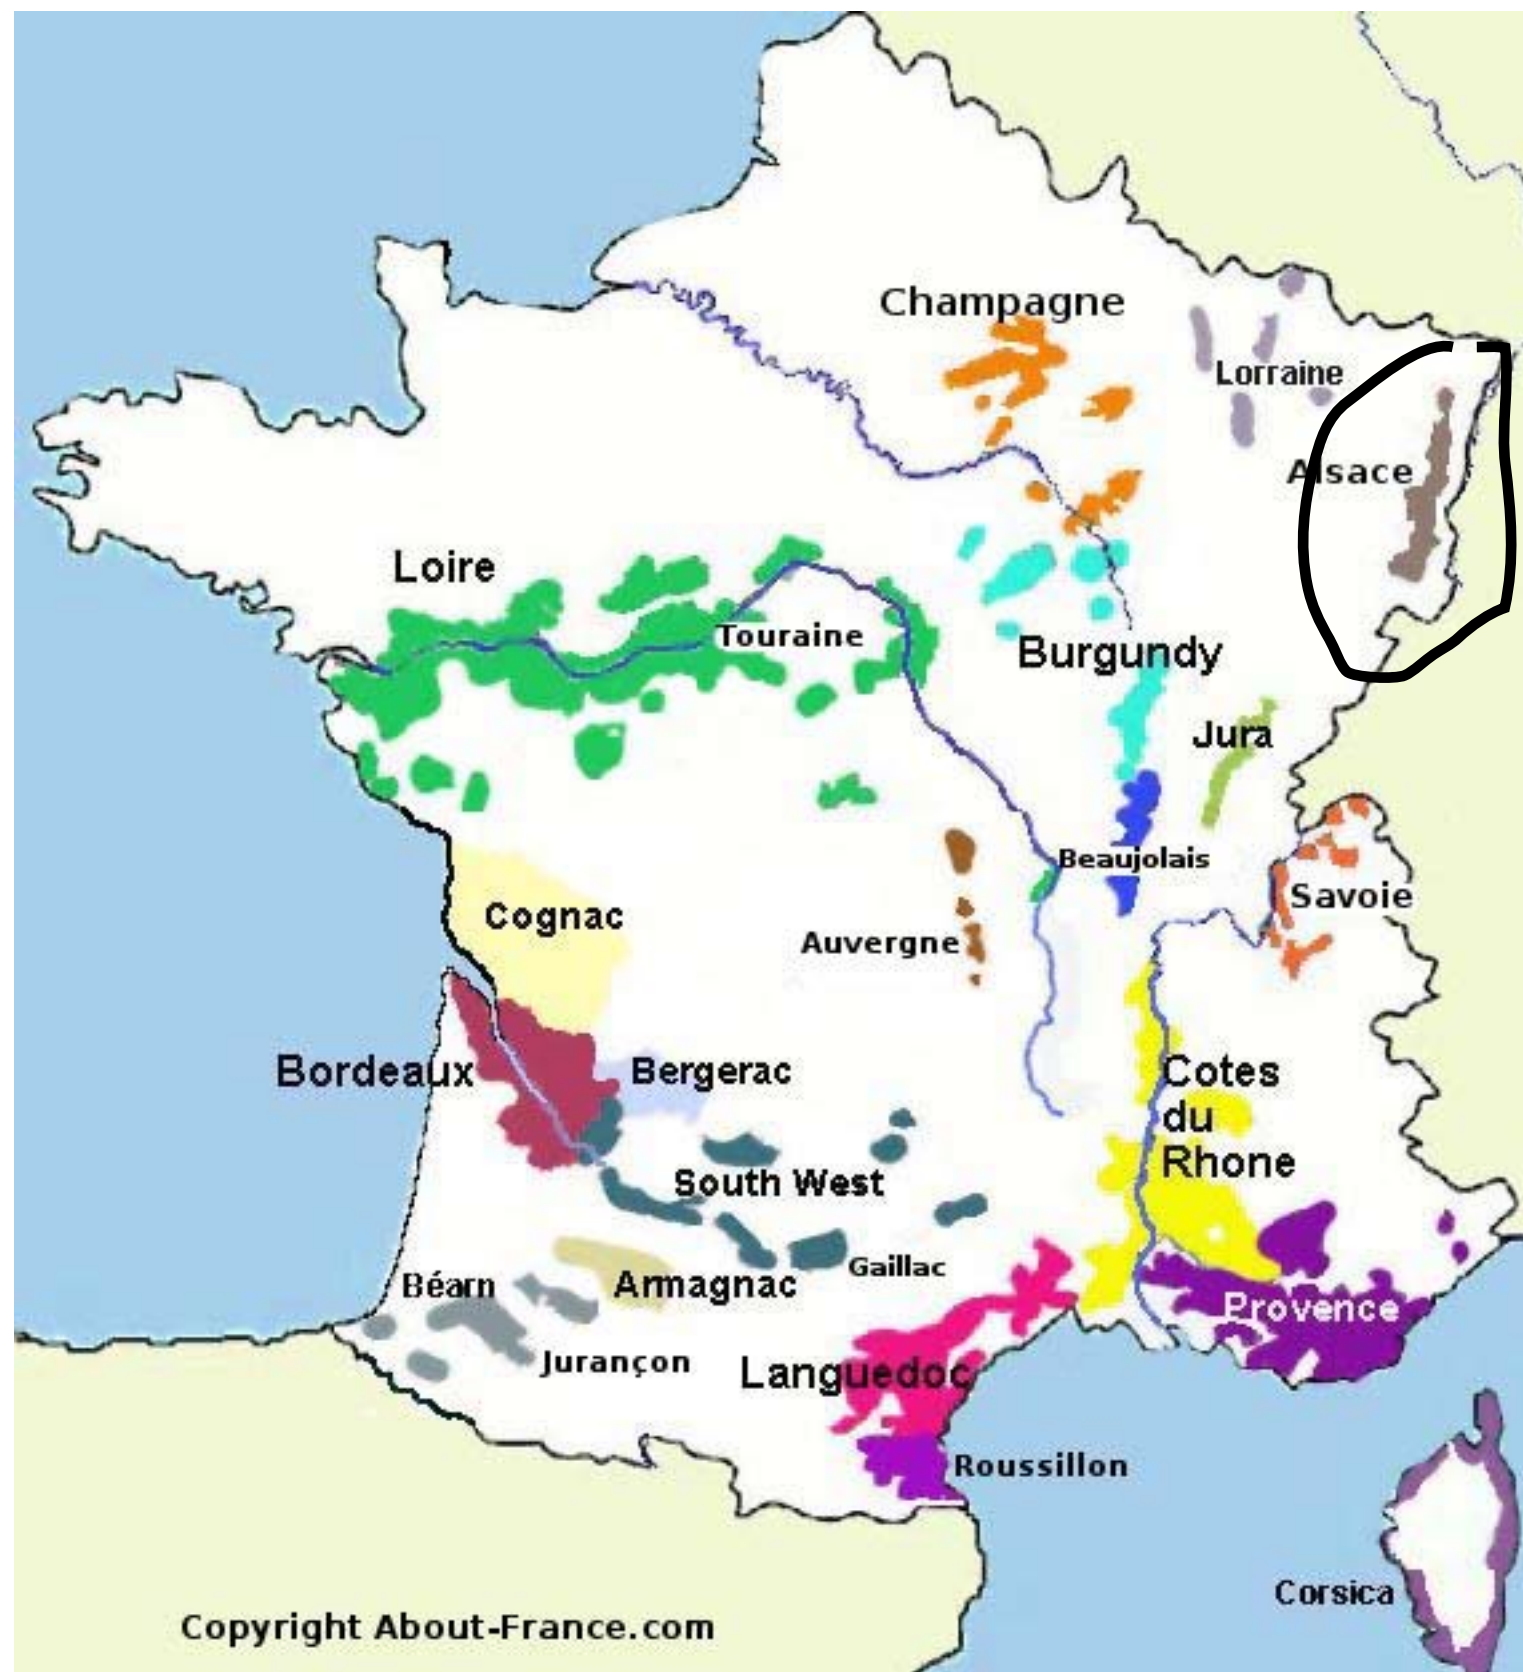 Champagne
Lorraine
Alsace
Loire
Touraine
Burgundy
Jura
Beaujolais
Savoie
Cognac
Auvergne
Bordeaux
Bergerac
Cotes
du
Rhone
South West
Gaillac
Béarn
Armagnac
Provence
Jurançon
Languedoc
Roussillon
Corsica
Copyright About-France.com